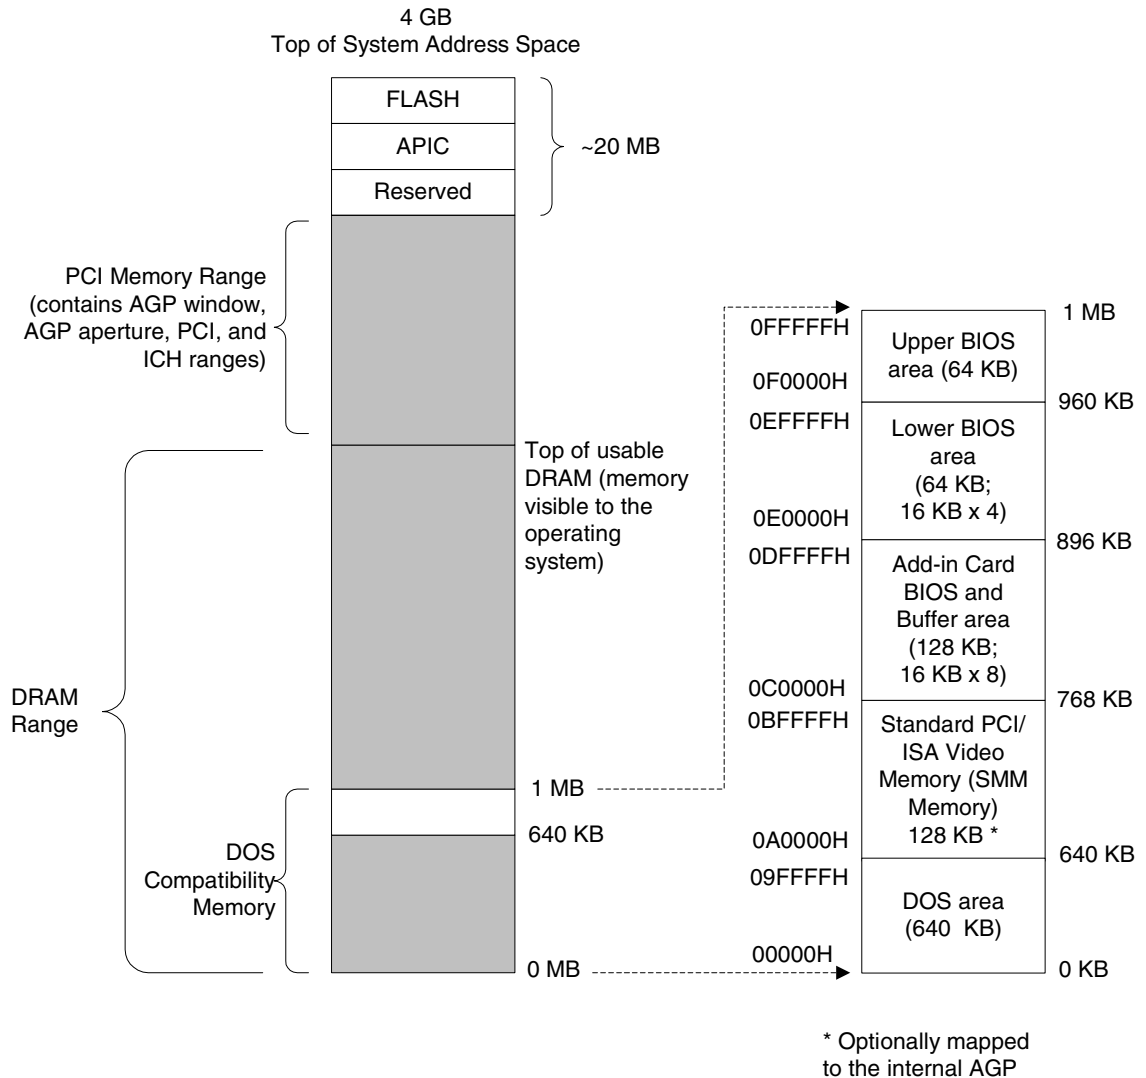 4 GB
Top of System Address Space
FLASH
APIC
Reserved
~20 MB
PCI Memory Range
(contains AGP window,
AGP aperture, PCI, and
ICH ranges)
Top of usable
DRAM (memory
visible to the
operating
system)
DRAM
Range
1 MB
640 KB
DOS
Compatibility
Memory
0 MB
1 MB
0FFFFFH
Upper BIOS
area (64 KB)
0F0000H
960 KB
0EFFFFH
Lower BIOS
area
(64 KB;
16 KB x 4)
0E0000H
896 KB
0DFFFFH
Add-in Card
BIOS and
Buffer area
(128 KB;
16 KB x 8)
0C0000H
768 KB
0BFFFFH
Standard PCI/
ISA Video
Memory (SMM
Memory)
128 KB *
0A0000H
640 KB
09FFFFH
DOS area
(640 KB)
00000H
0 KB
* Optionally mapped
to the internal AGP